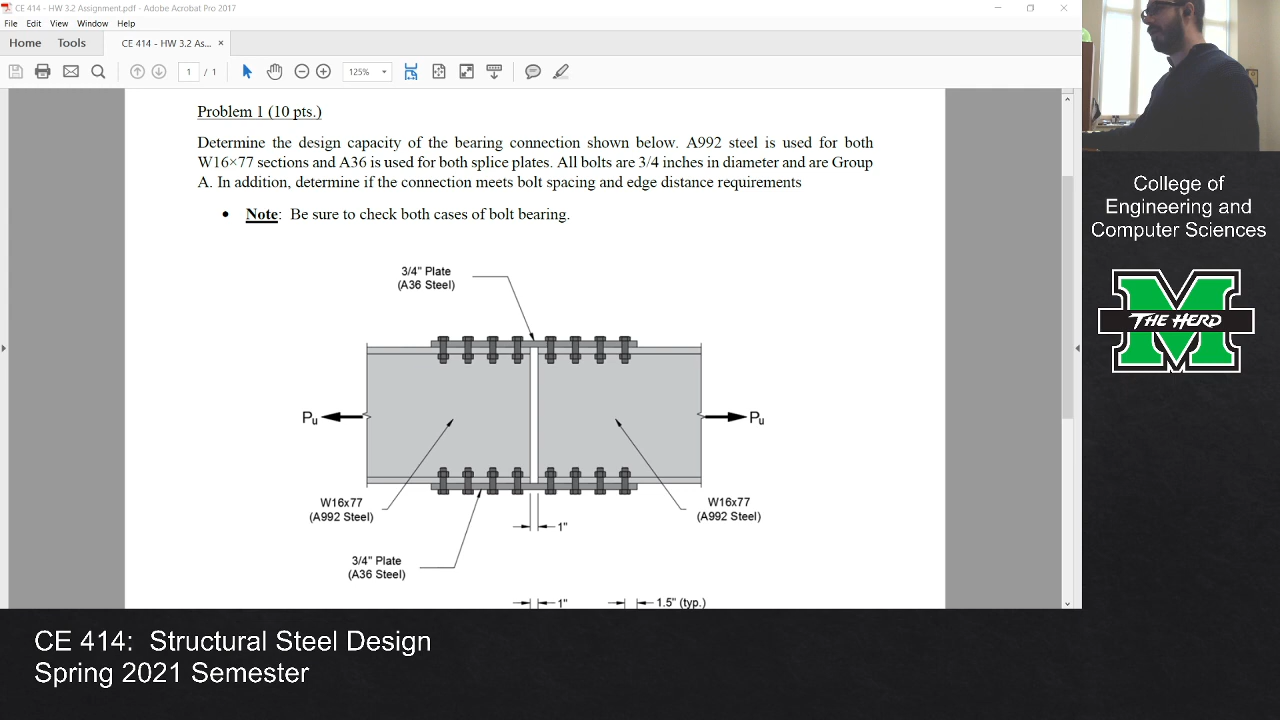 CE 414 - HW 3.2 Assignment.pdf - Adobe Acrobat Pro 2017
File Edit View Window Help
Home Tools CE 414 - HW 3.2 As... ×
1 / 1 125%
Problem 1 (10 pts.)
Determine the design capacity of the bearing connection shown below. A992 steel is used for both
W16×77 sections and A36 is used for both splice plates. All bolts are 3/4 inches in diameter and are Group
A. In addition, determine if the connection meets bolt spacing and edge distance requirements
• Note: Be sure to check both cases of bolt bearing.
3/4" Plate
(A36 Steel)
Pu
Pu
W16x77
(A992 Steel)
W16x77
(A992 Steel)
1"
3/4" Plate
(A36 Steel)
1"
1.5" (typ.)
College of
Engineering and
Computer Sciences
THE HERD
CE 414: Structural Steel Design
Spring 2021 Semester